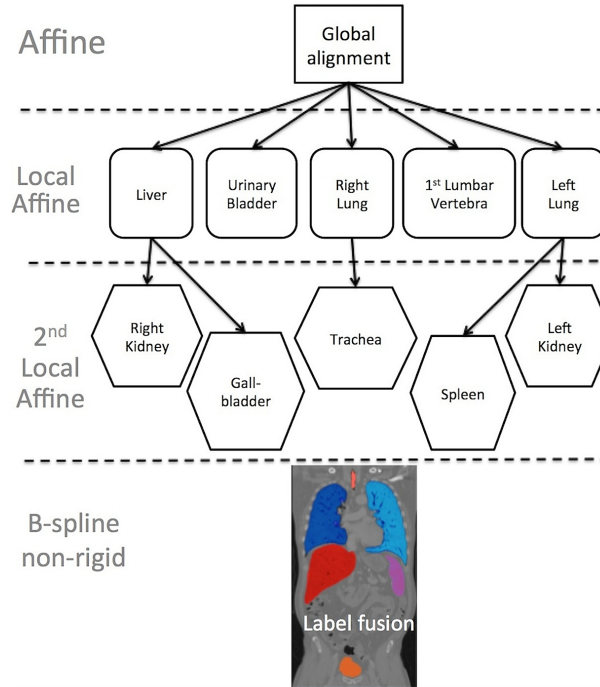 Affine
Global
alignment
Local
Affine
Liver
Urinary
Bladder
Right
Lung
1st Lumbar
Vertebra
Left
Lung
2nd
Local
Affine
Right
Kidney
Gall-
bladder
Trachea
Spleen
Left
Kidney
B-spline
non-rigid
Label fusion